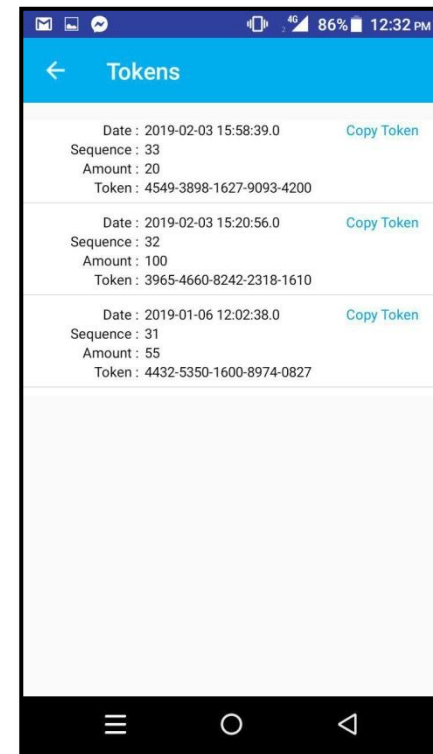 4G 86% 12:32 PM
Tokens
Date : 2019-02-03 15:58:39.0 Copy Token
Sequence : 33
Amount : 20
Token : 4549-3898-1627-9093-4200
Date : 2019-02-03 15:20:56.0 Copy Token
Sequence : 32
Amount : 100
Token : 3965-4660-8242-2318-1610
Date : 2019-01-06 12:02:38.0 Copy Token
Sequence : 31
Amount : 55
Token : 4432-5350-1600-8974-0827